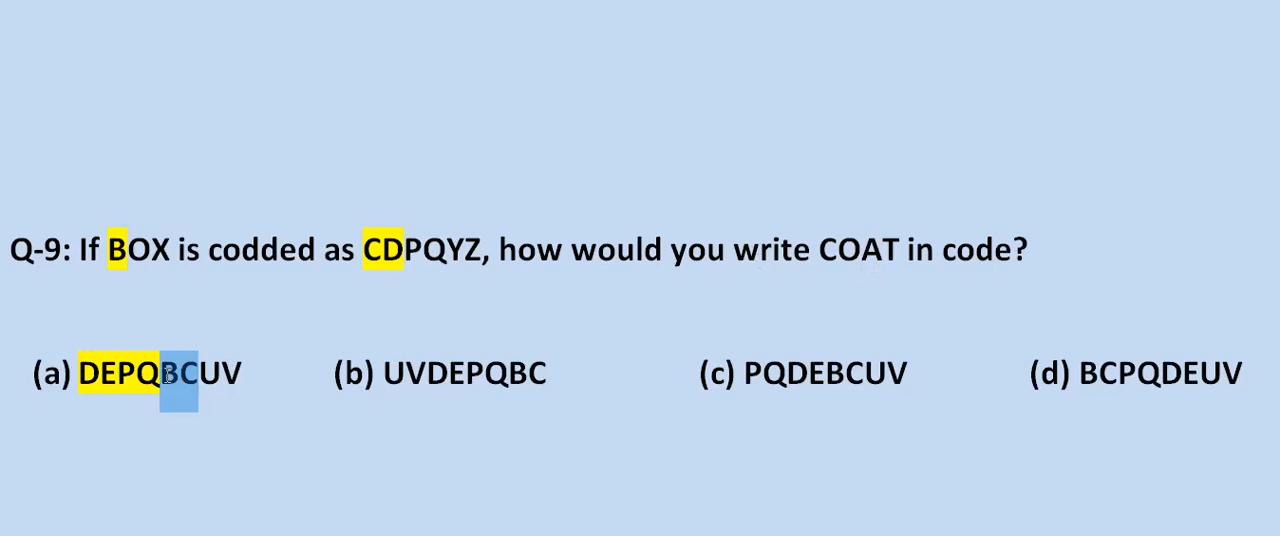 Q-9: If BOX is codded as CDPQYZ, how would you write COAT in code?
(a) DEPQBCUV (b) UVDEPQBC (c) PQDEBCUV (d) BCPQDEUV